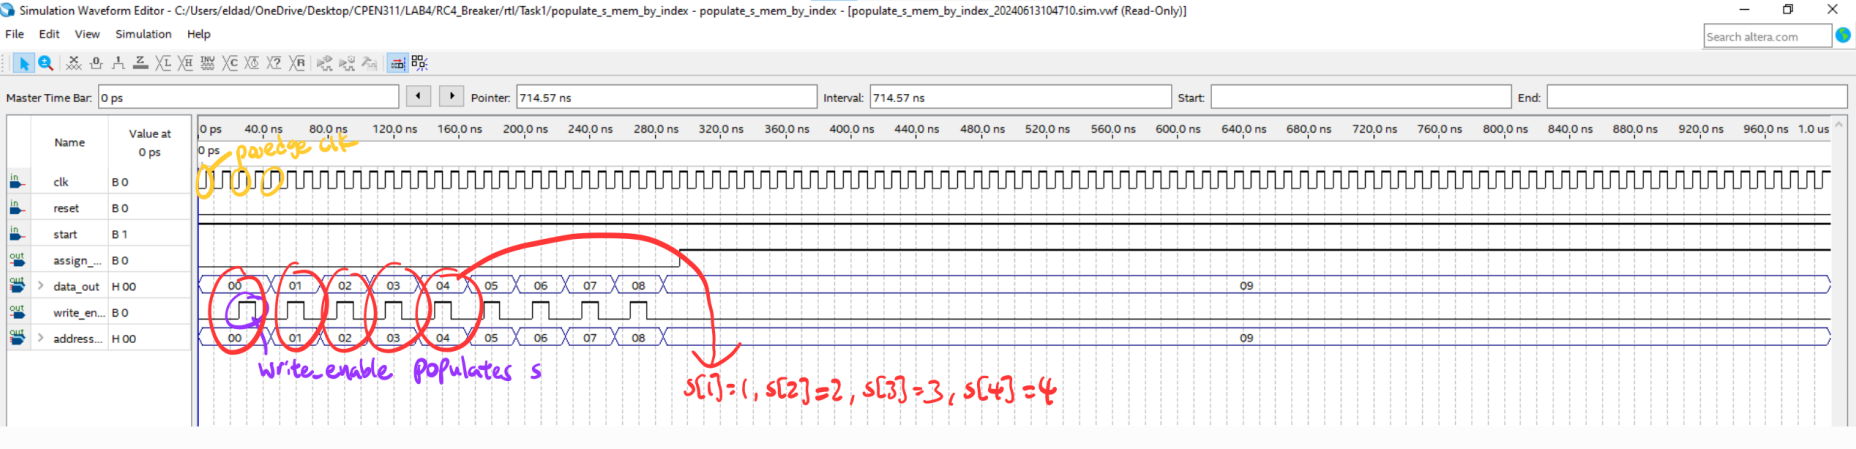 Simulation Waveform Editor - C:/Users/eldad/OneDrive/Desktop/CPEN311/LAB4/RC4_Breaker/rtl/Task1/populate_s_mem_by_index - populate_s_mem_by_index - [populate_s_mem_by_index_20240613104710.sim.vwf (Read-Only)]
File Edit View Simulation Help
Search altera.com
Master Time Bar: 0 ps Pointer: 714.57 ns Interval: 714.57 ns Start: End:
Name Value at 0 ps
0 ps 40.0 ns 80.0 ns 120.0 ns 160.0 ns 200.0 ns 240.0 ns 280.0 ns 320.0 ns 360.0 ns 400.0 ns 440.0 ns 480.0 ns 520.0 ns 560.0 ns 600.0 ns 640.0 ns 680.0 ns 720.0 ns 760.0 ns 800.0 ns 840.0 ns 880.0 ns 920.0 ns 960.0 ns 1.0 us
0 ps
posedge clk
in clk B 0
in reset B 0
in start B 1
out assign_... B 0
out data_out H 00 00 01 02 03 04 05 06 07 08 09
out write_en... B 0
out address... H 00 00 01 02 03 04 05 06 07 08 09
write_enable populates s
s[1]=1, s[2]=2, s[3]=3, s[4]=4